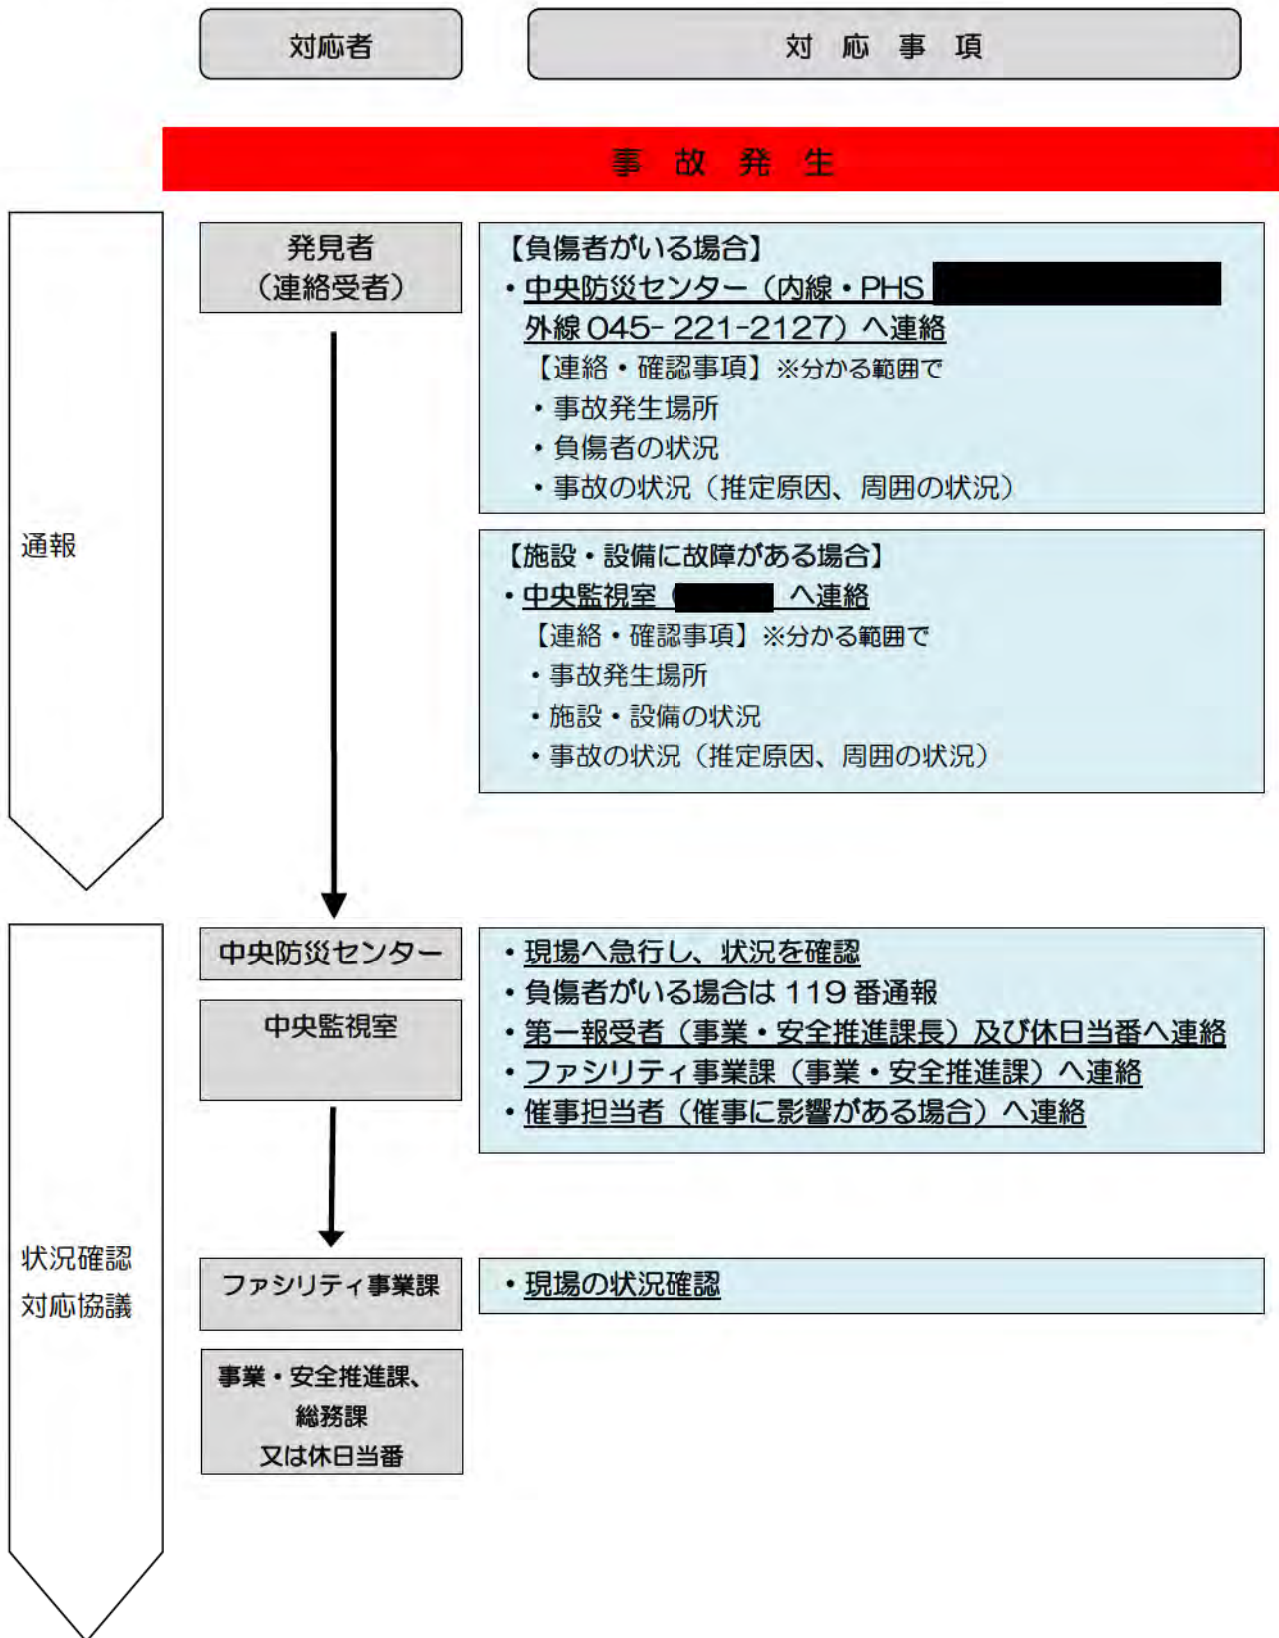 対応者
対 応 事 項
事 故 発 生
通報
発見者
（連絡受者）
【負傷者がいる場合】
・中央防災センター（内線・PHS
外線 045- 221-2127）へ連絡
【連絡・確認事項】※分かる範囲で
・事故発生場所
・負傷者の状況
・事故の状況（推定原因、周囲の状況）
【施設・設備に故障がある場合】
・中央監視室（ へ連絡
【連絡・確認事項】※分かる範囲で
・事故発生場所
・施設・設備の状況
・事故の状況（推定原因、周囲の状況）
状況確認
対応協議
中央防災センター
中央監視室
・現場へ急行し、状況を確認
・負傷者がいる場合は 119 番通報
・第一報受者（事業・安全推進課長）及び休日当番へ連絡
・ファシリティ事業課（事業・安全推進課）へ連絡
・催事担当者（催事に影響がある場合）へ連絡
ファシリティ事業課
・現場の状況確認
事業・安全推進課、
総務課
又は休日当番